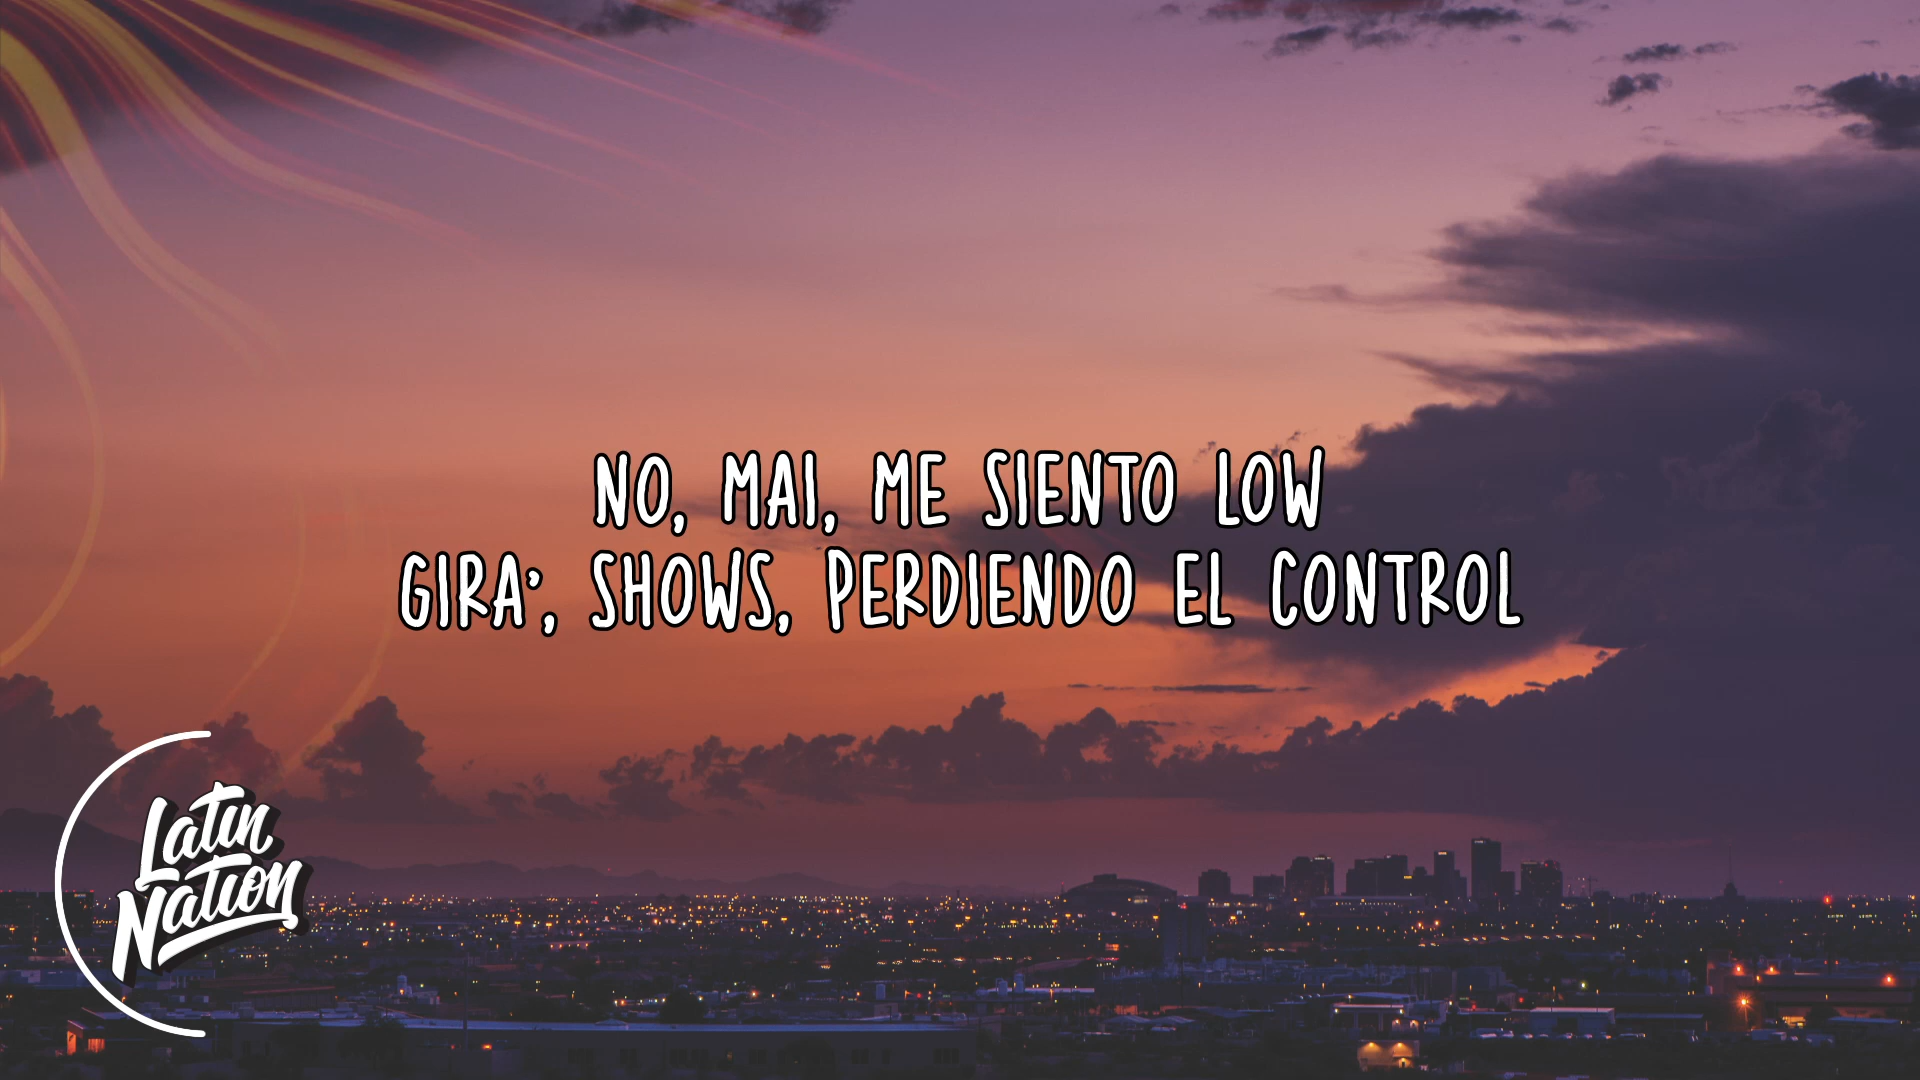 NO, MAI, ME SIENTO LOW
GIRA', SHOWS, PERDIENDO EL CONTROL
Latin
Nation